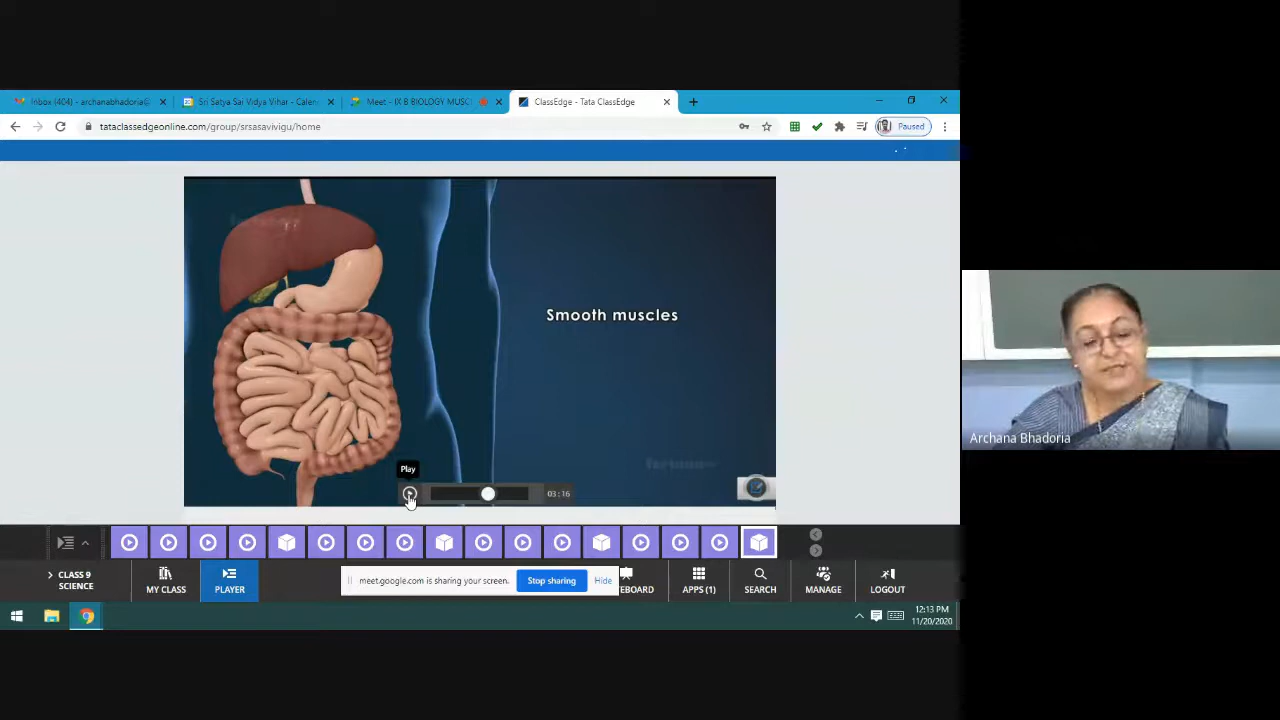 Inbox (404) - archanabhadoria@
Sri Satya Sai Vidya Vihar - Calen
Meet - IX B BIOLOGY MUSC
ClassEdge - Tata ClassEdge
tataclassedgeonline.com/group/srsasavivigu/home
Paused
Smooth muscles
Play
03:16
Archana Bhadoria
CLASS 9
SCIENCE
MY CLASS
PLAYER
meet.google.com is sharing your screen.
Stop sharing
Hide
EBOARD
APPS (1)
SEARCH
MANAGE
LOGOUT
12:13 PM
11/20/2020